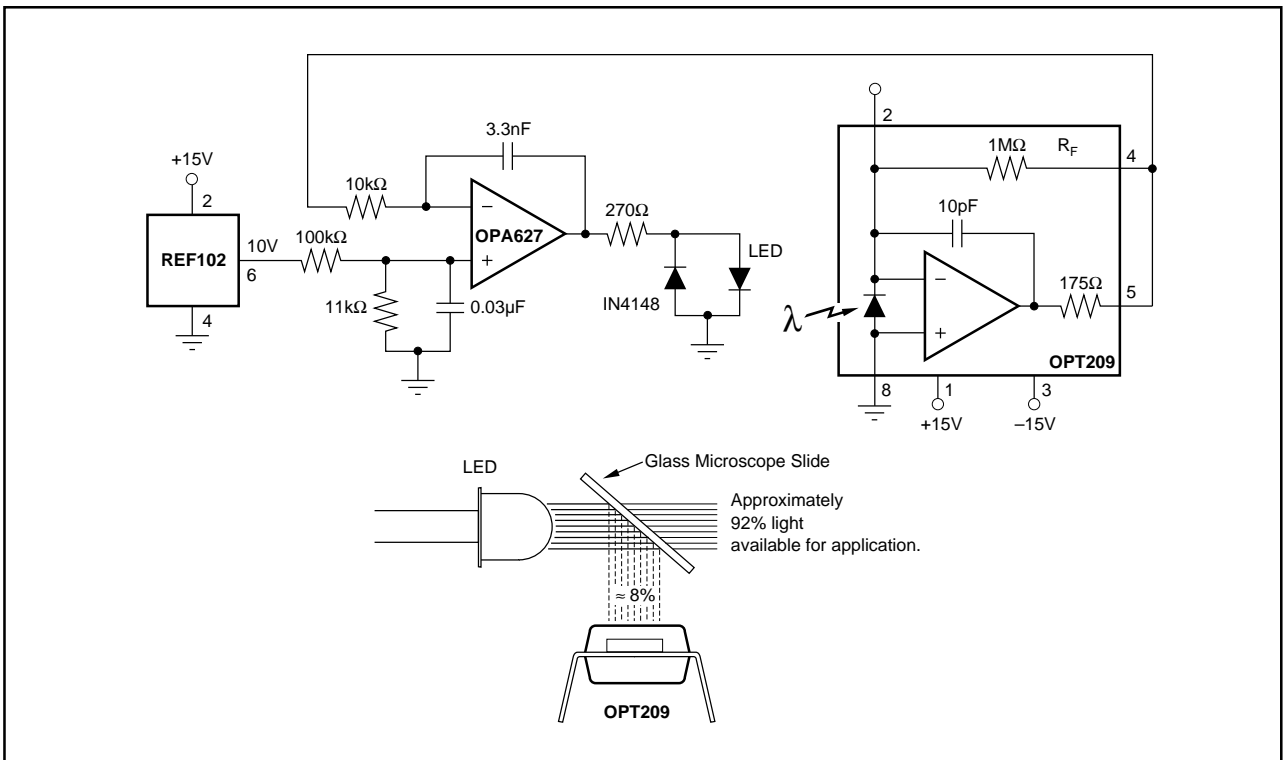 +15V
2
REF102
10V
6
4
100kΩ
10kΩ
11kΩ
0.03µF
3.3nF
–
+
OPA627
270Ω
LED
IN4148
2
1MΩ
R_F
4
10pF
–
+
175Ω
5
λ
OPT209
8
1
3
+15V
–15V
LED
Glass Microscope Slide
Approximately
92% light
available for application.
≈ 8%
OPT209